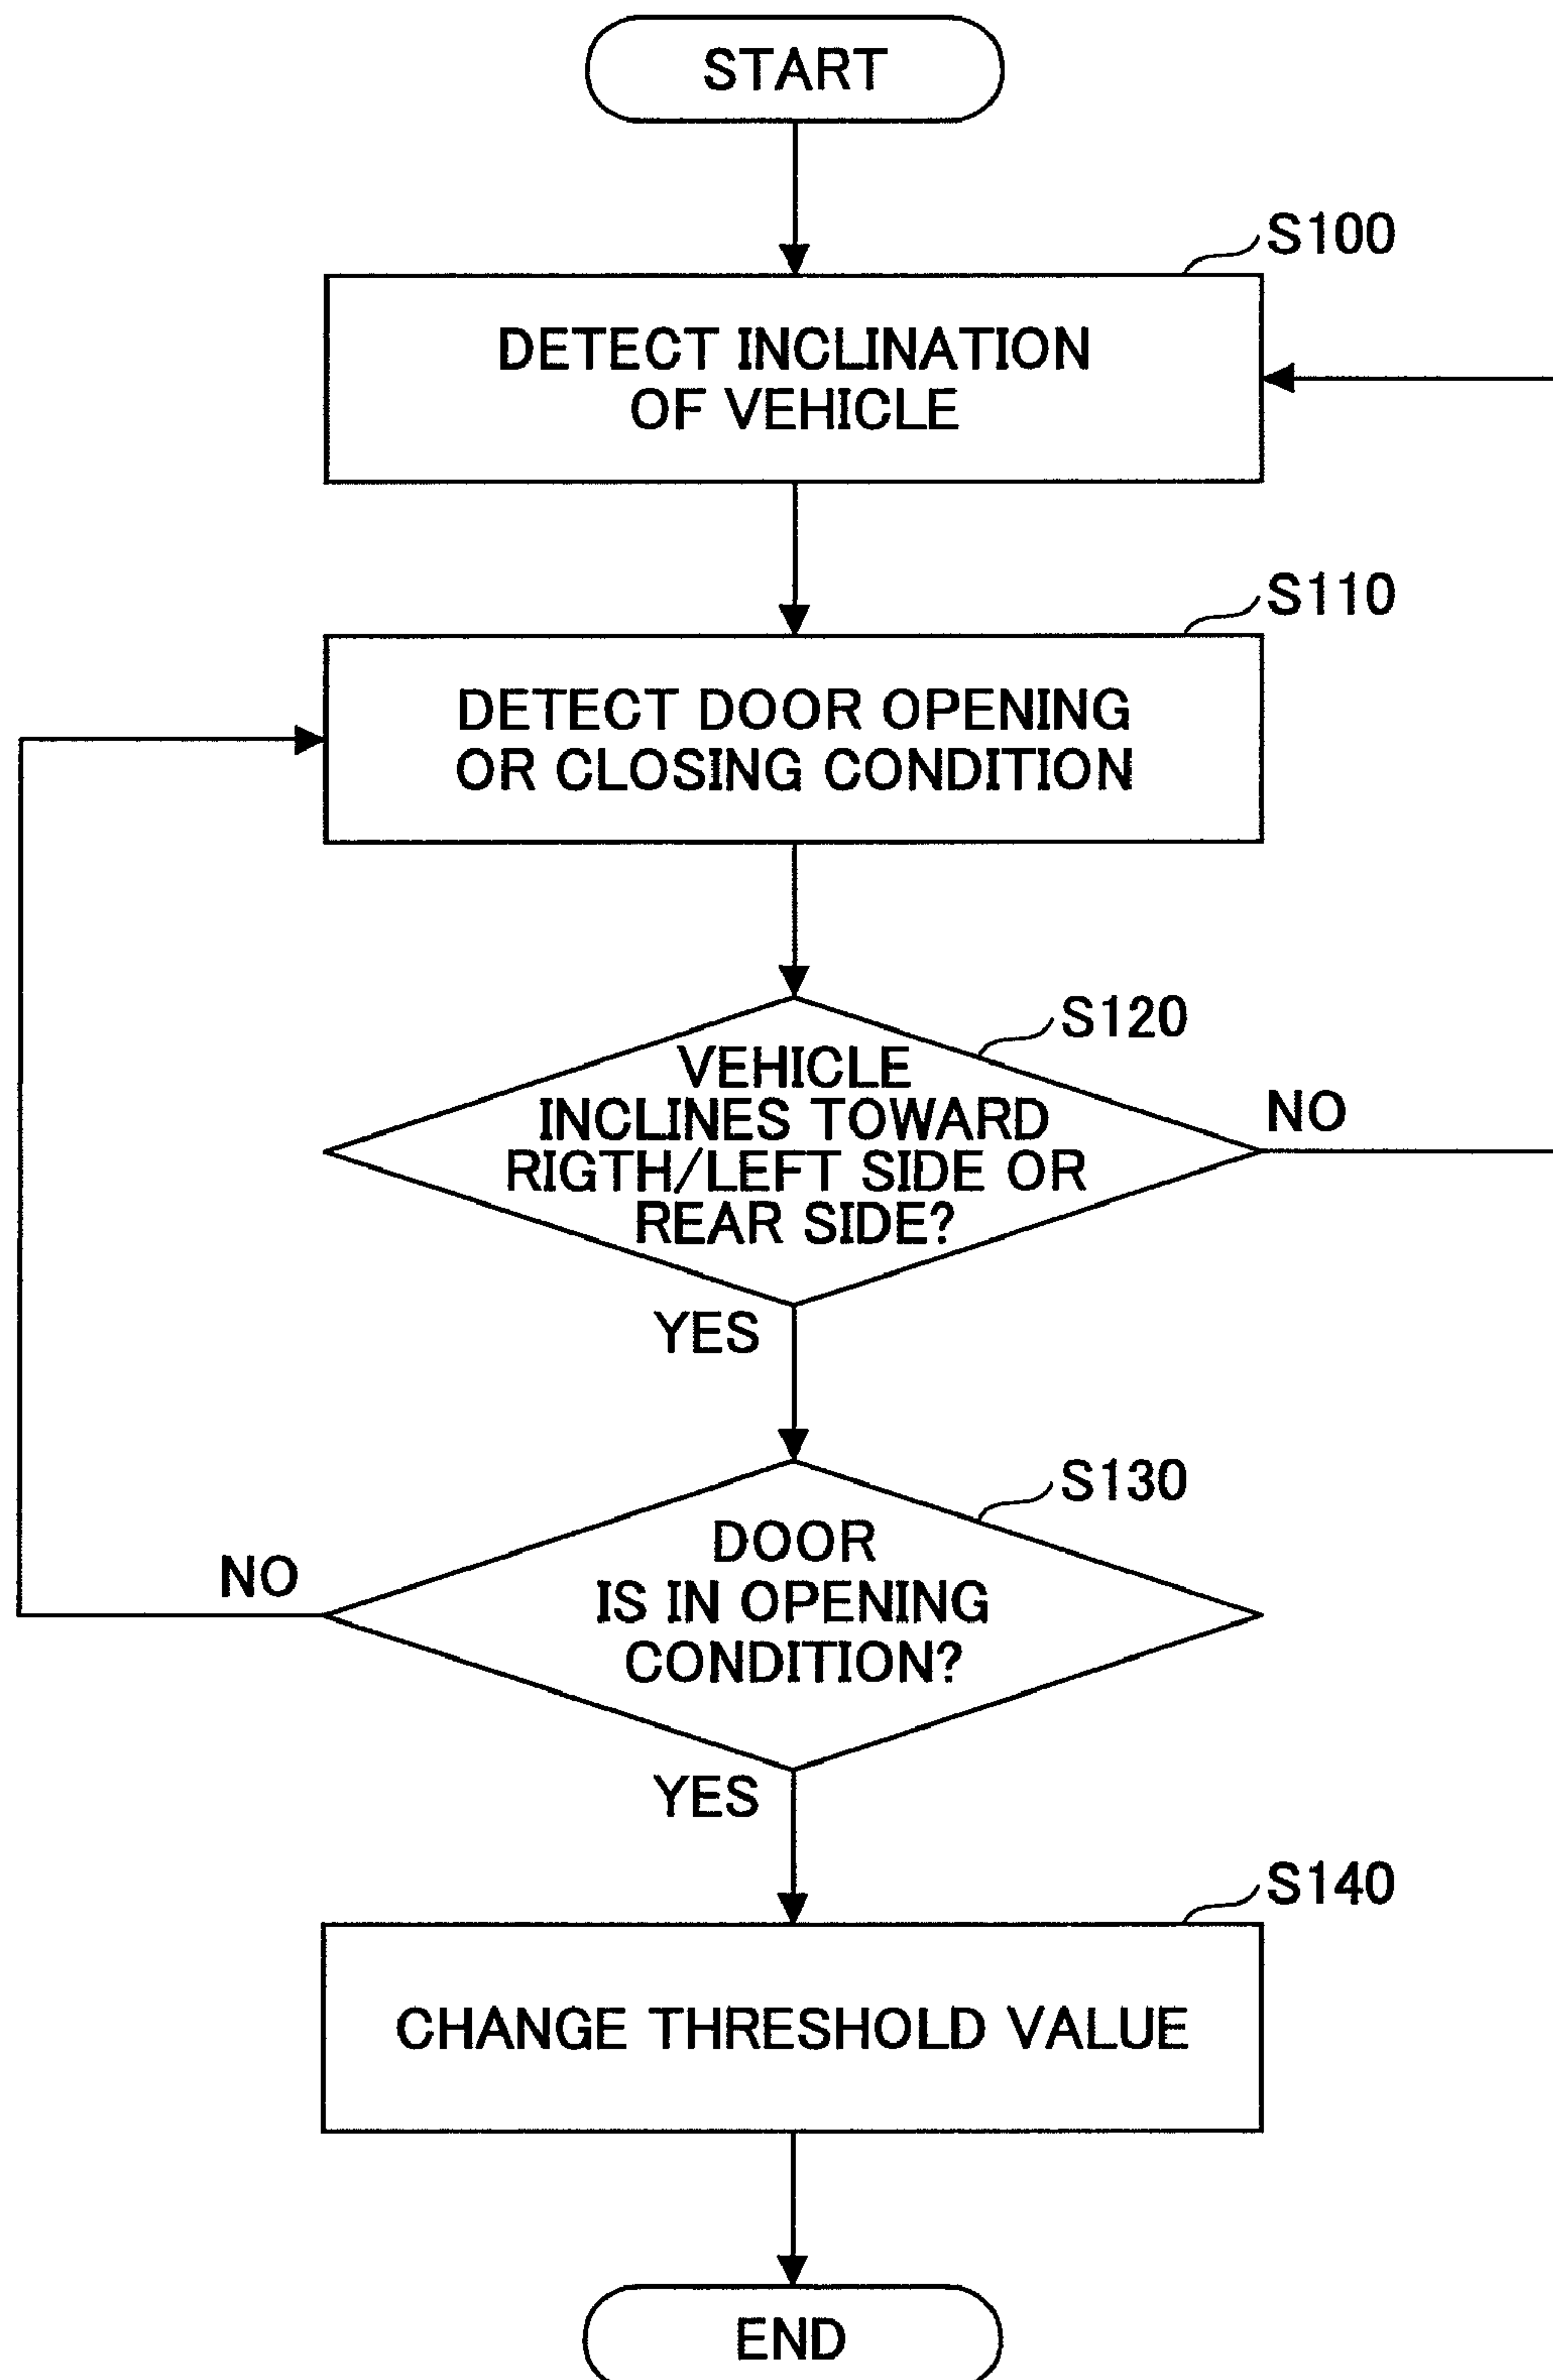 START
S100
DETECT INCLINATION
OF VEHICLE
S110
DETECT DOOR OPENING
OR CLOSING CONDITION
S120
VEHICLE
INCLINES TOWARD
RIGTH/LEFT SIDE OR
REAR SIDE?
NO
YES
S130
DOOR
IS IN OPENING
CONDITION?
NO
YES
S140
CHANGE THRESHOLD VALUE
END